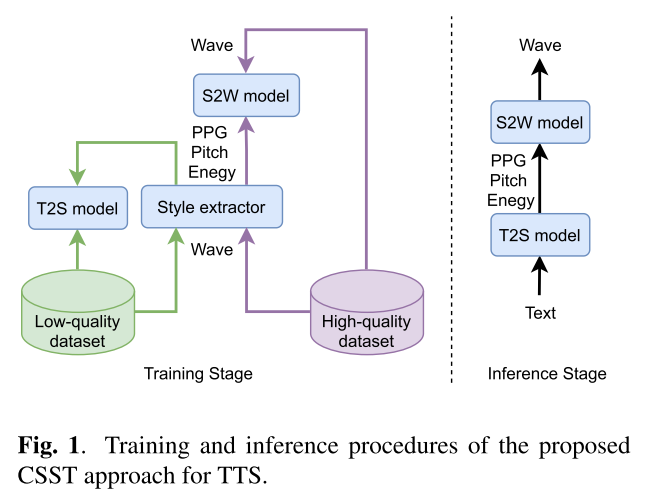 Wave
S2W model
PPG
Pitch
Enegy
T2S model
Style extractor
Wave
Low-quality
dataset
High-quality
dataset
Training Stage
Wave
S2W model
PPG
Pitch
Enegy
T2S model
Text
Inference Stage
Fig. 1. Training and inference procedures of the proposed
CSST approach for TTS.